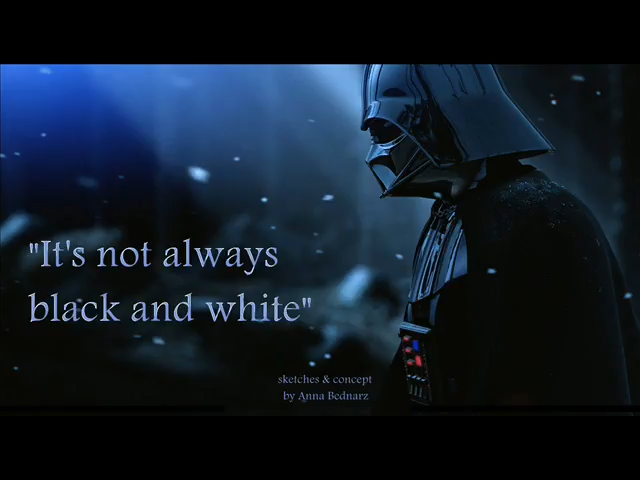 "It's not always
black and white"
sketches & concept
by Anna Bednarz